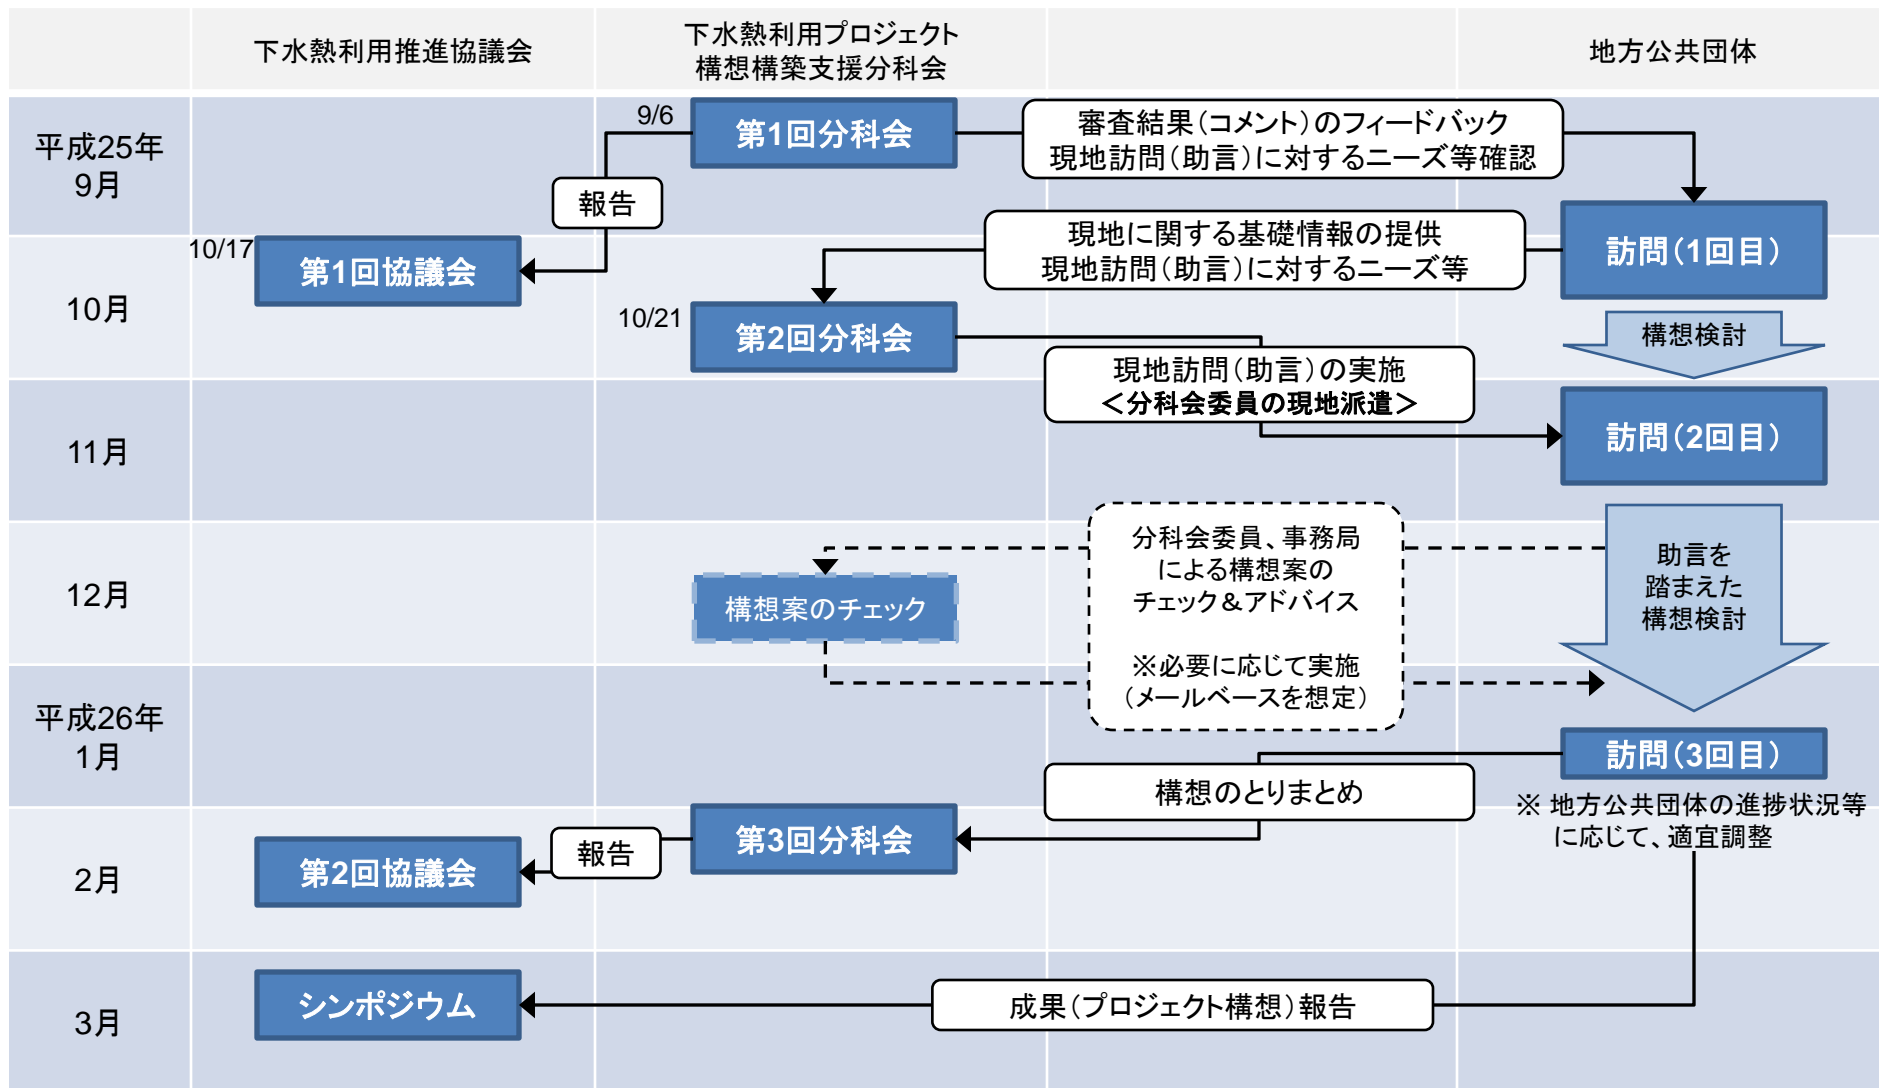 下水熱利用推進協議会
下水熱利用プロジェクト
構想構築支援分科会
地方公共団体
平成25年
9月
9/6
第1回分科会
審査結果(コメント)のフィードバック
現地訪問(助言)に対するニーズ等確認
報告
10月
10/17
第1回協議会
現地に関する基礎情報の提供
現地訪問(助言)に対するニーズ等
訪問(1回目)
10/21
第2回分科会
構想検討
現地訪問(助言)の実施
<分科会委員の現地派遣>
11月
訪問(2回目)
12月
構想案のチェック
分科会委員、事務局
による構想案の
チェック&アドバイス
※必要に応じて実施
(メールベースを想定)
助言を
踏まえた
構想検討
平成26年
1月
訪問(3回目)
構想のとりまとめ
※ 地方公共団体の進捗状況等
に応じて、適宜調整
2月
第3回分科会
報告
第2回協議会
3月
シンポジウム
成果(プロジェクト構想)報告